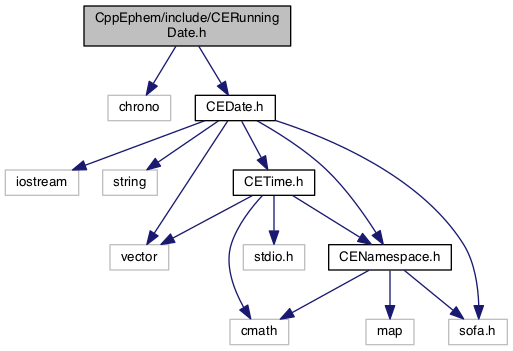 CppEphem/include/CERunning
Date.h
chrono
CEDate.h
iostream
string
CETime.h
vector
stdio.h
CENamespace.h
cmath
map
sofa.h